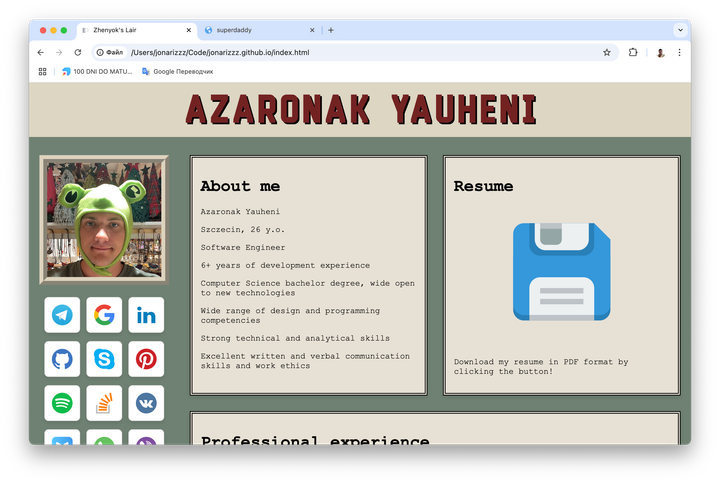 Zhenyok's Lair
superdaddy
Файл
/Users/jonarizzz/Code/jonarizzz.github.io/index.html
100 DNI DO MATU...
Google Переводчик
AZARONAK YAUHENI
About me
Azaronak Yauheni
Szczecin, 26 y.o.
Software Engineer
6+ years of development experience
Computer Science bachelor degree, wide open
to new technologies
Wide range of design and programming
competencies
Strong technical and analytical skills
Excellent written and verbal communication
skills and work ethics
Resume
Download my resume in PDF format by
clicking the button!
in
Professional experience